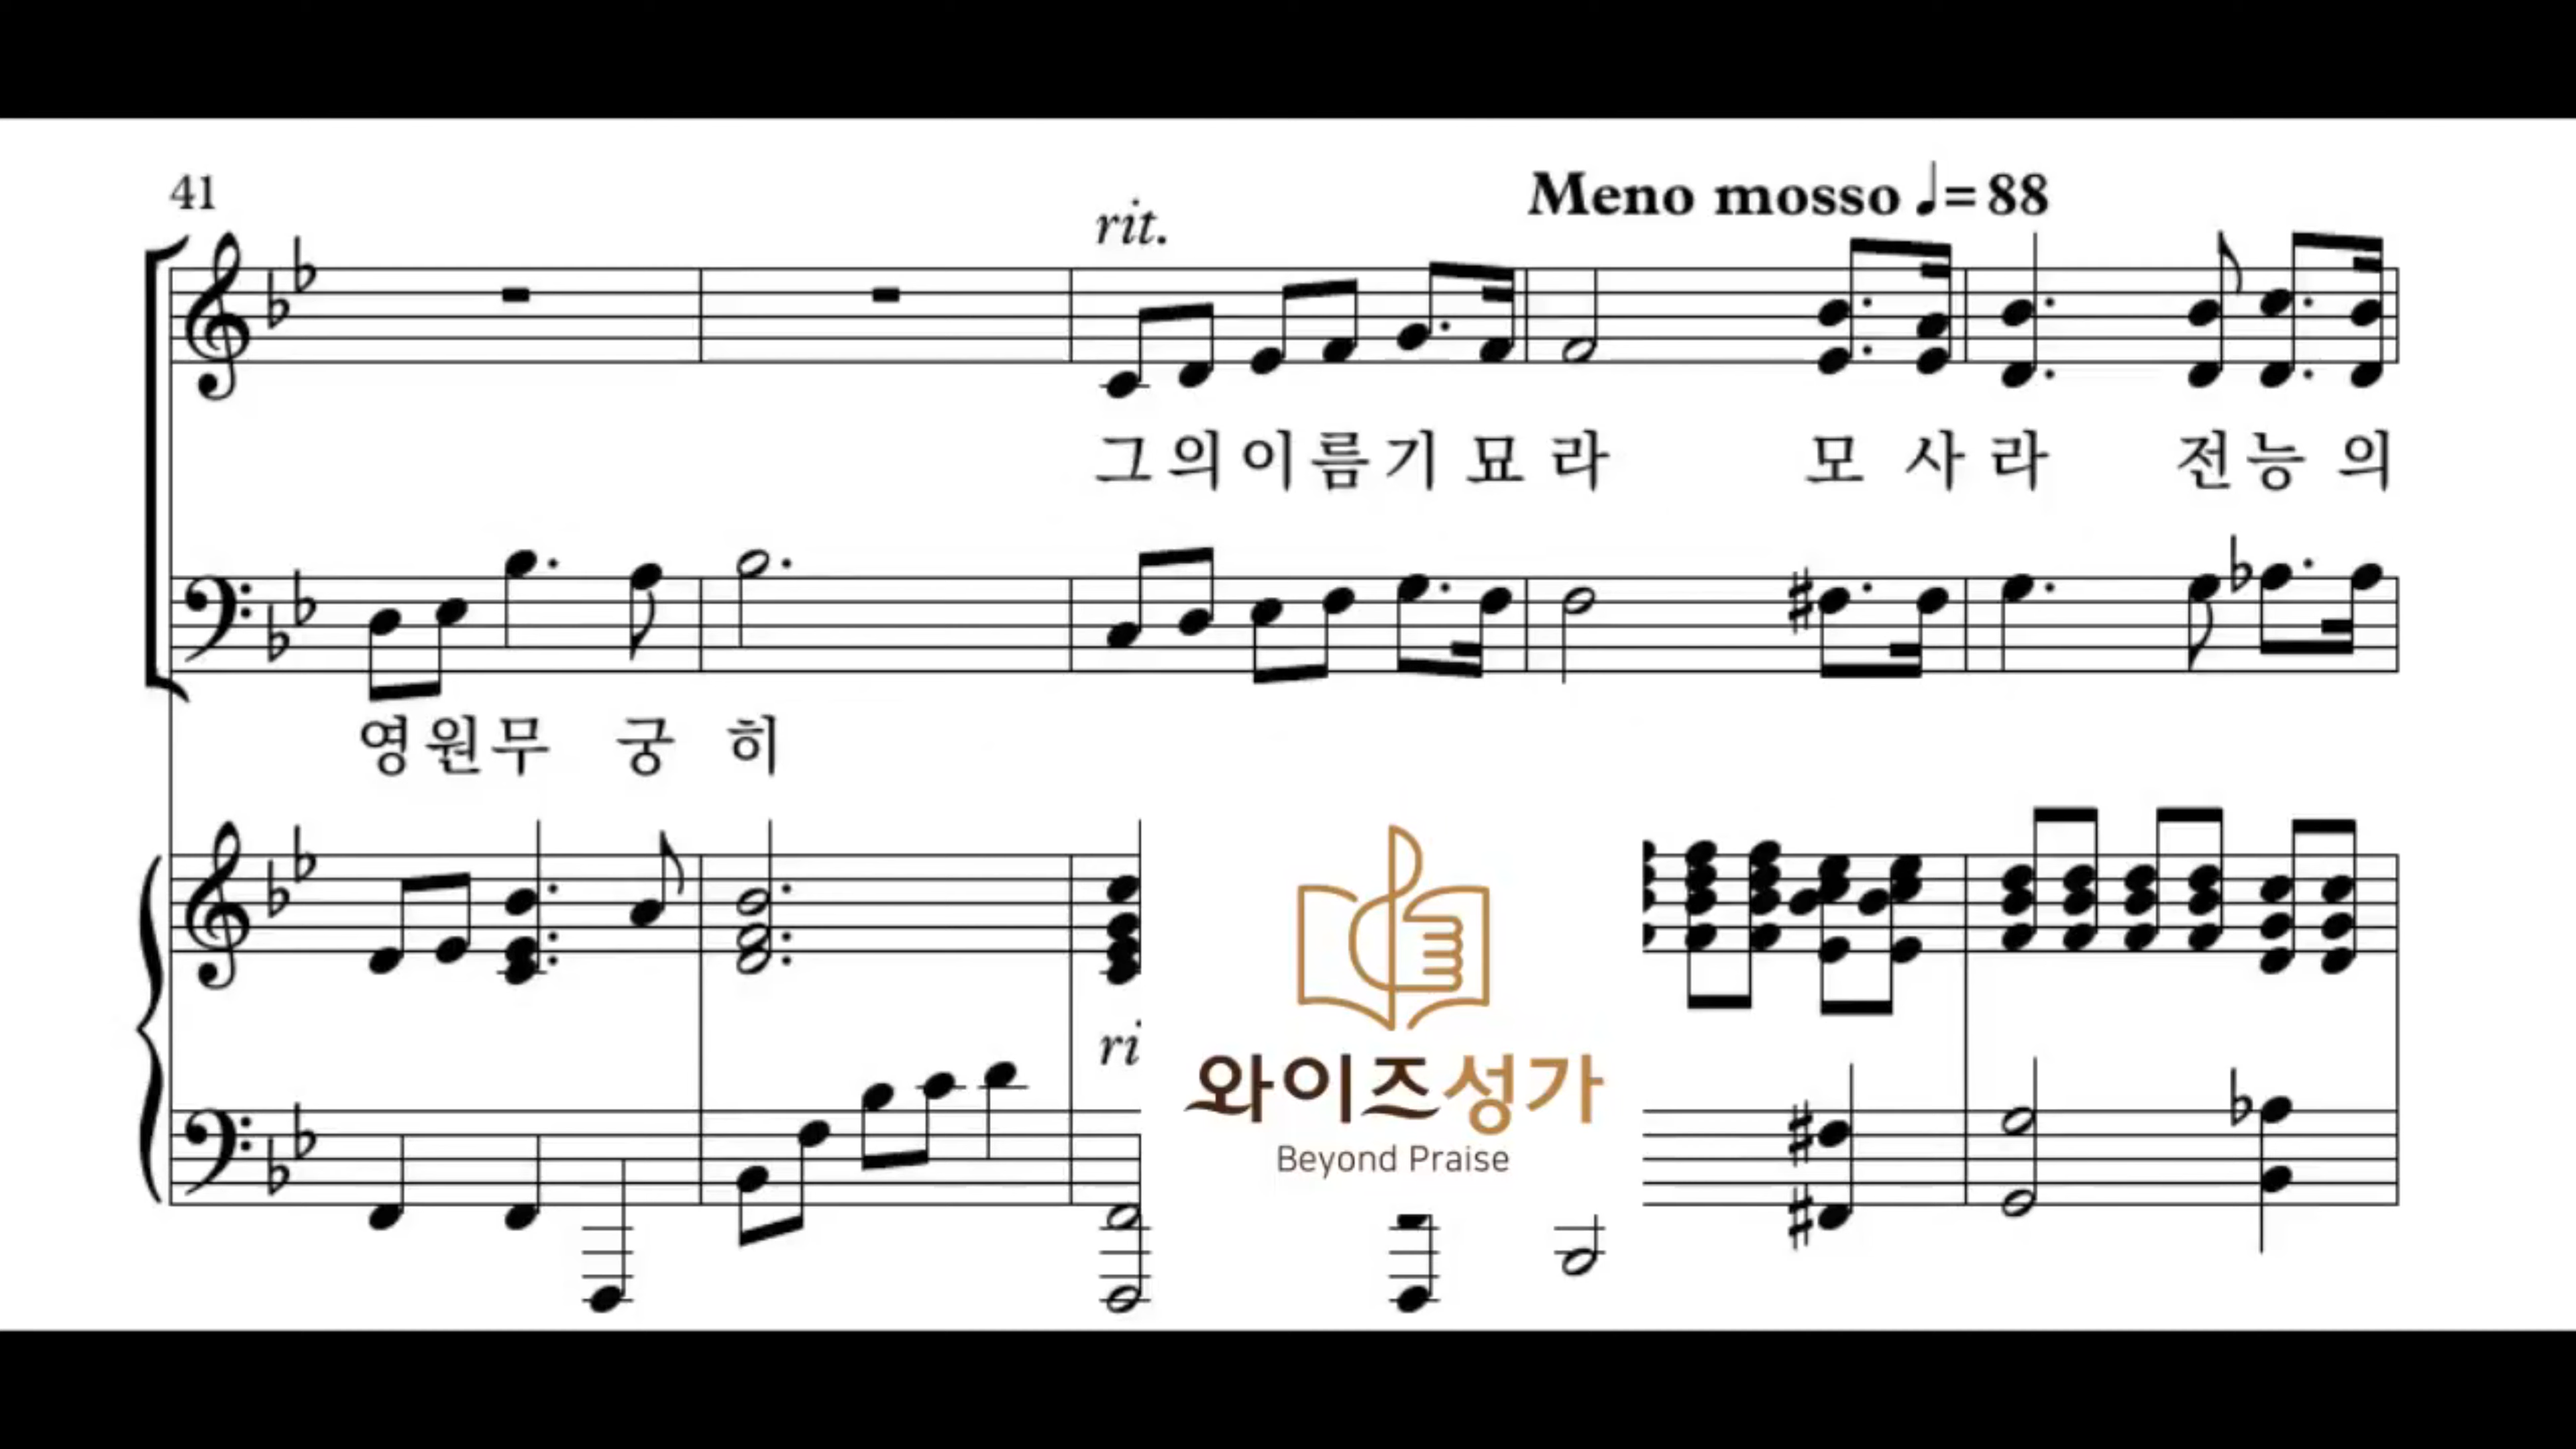 41
rit.
Meno mosso ♩=88
그의이름기묘라 모사라 전능의
영원무궁히
ri
와이즈성가
Beyond Praise